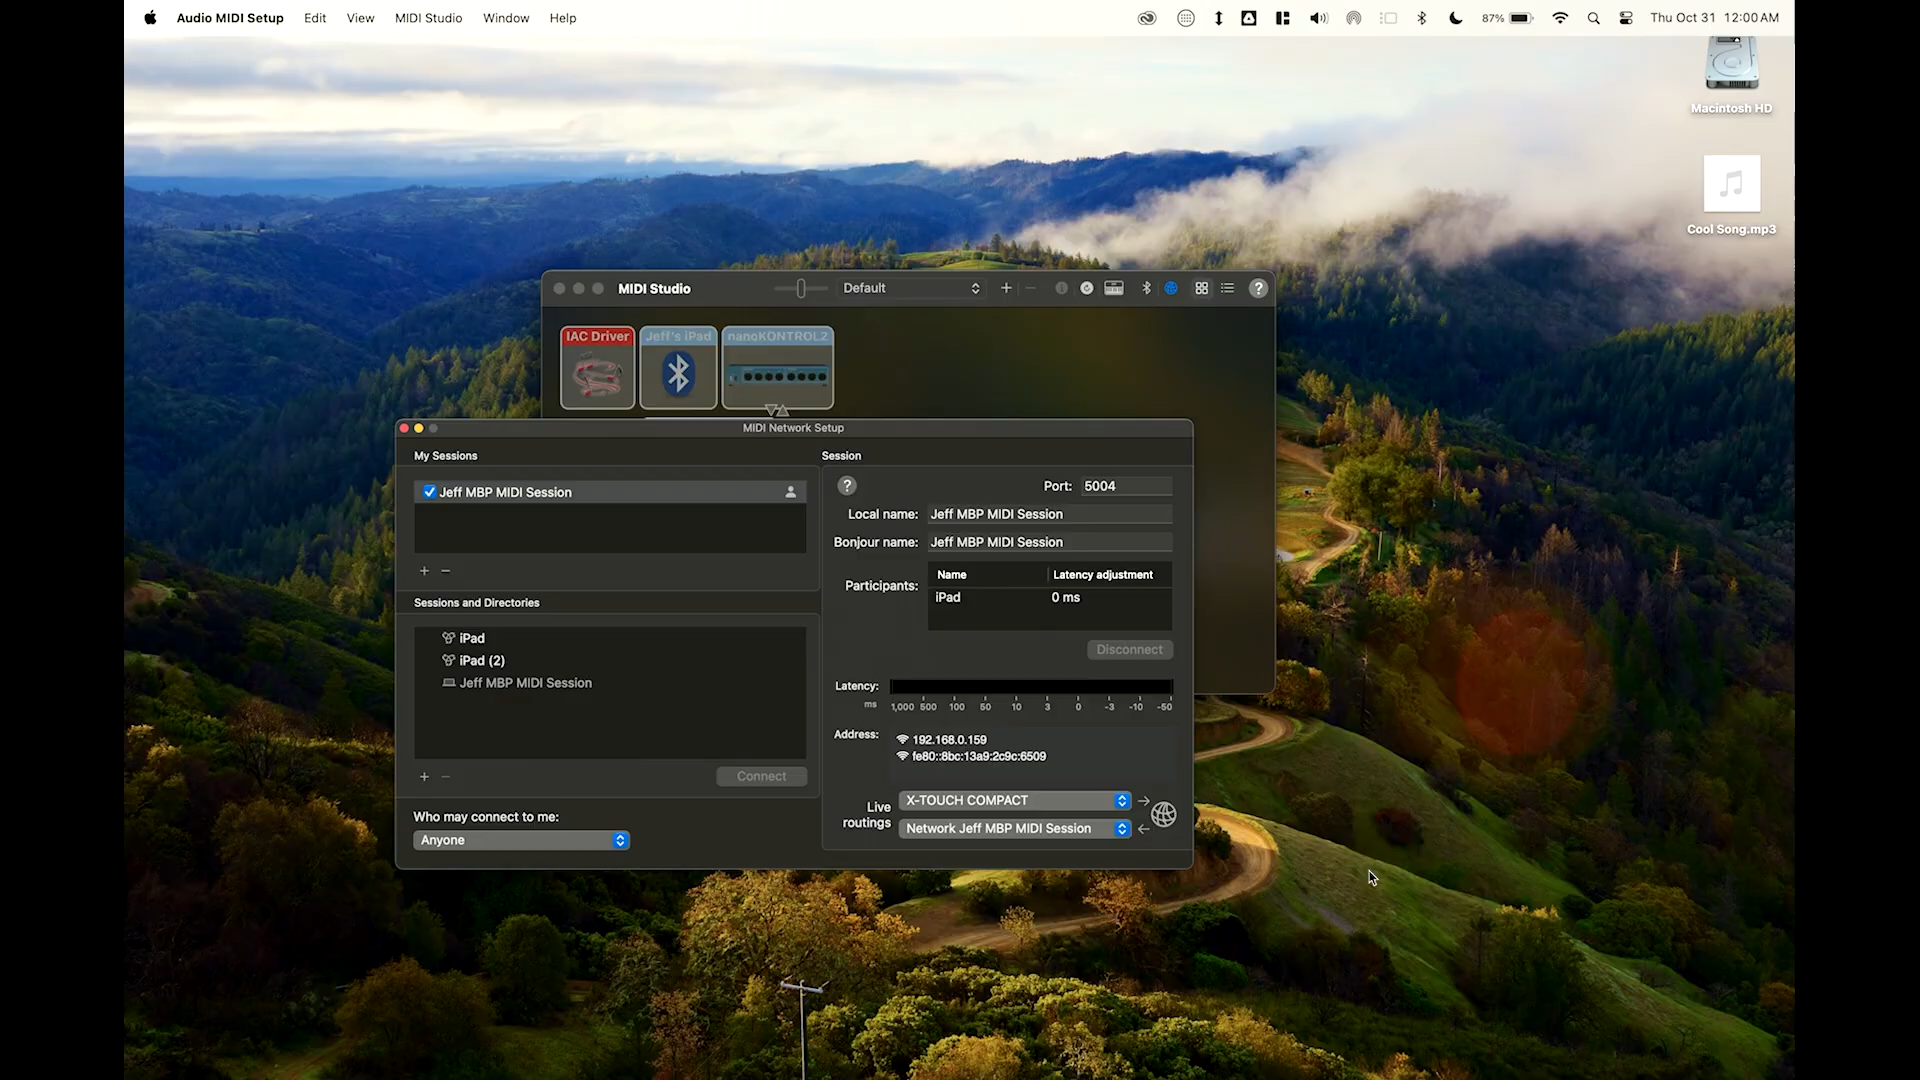 Audio MIDI Setup Edit View MIDI Studio Window Help 87% Thu Oct 31 12:00 AM
Macintosh HD
Cool Song.mp3
MIDI Studio Default ?
IAC Driver Jeff's iPad nanoKONTROL2
MIDI Network Setup
My Sessions
Jeff MBP MIDI Session
+ −
Sessions and Directories
iPad
iPad (2)
Jeff MBP MIDI Session
+ − Connect
Who may connect to me:
Anyone
Session
? Port: 5004
Local name: Jeff MBP MIDI Session
Bonjour name: Jeff MBP MIDI Session
Participants: Name Latency adjustment
iPad 0 ms
Disconnect
Latency:
ms 1,000 500 100 50 10 3 0 -3 -10 -50
Address: 192.168.0.159
fe80::8bc:13a9:2c9c:6509
Live routings X-TOUCH COMPACT
Network Jeff MBP MIDI Session